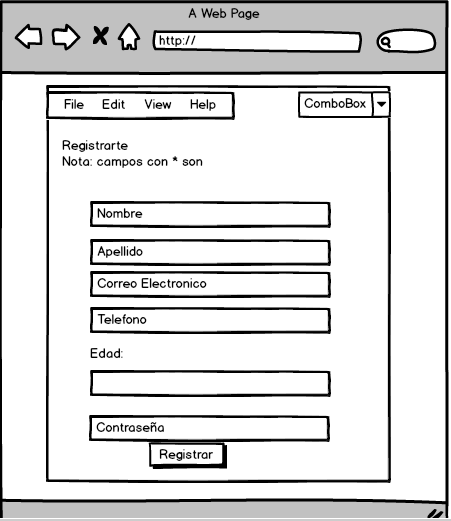 A Web Page
http://
File Edit View Help
ComboBox
Registrarte
Nota: campos con * son
Nombre
Apellido
Correo Electronico
Telefono
Edad:
Contraseña
Registrar